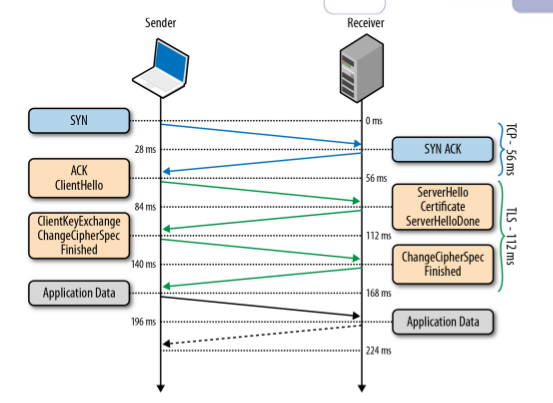 Sender
Receiver
SYN
0 ms
28 ms
SYN ACK
TCP - 56 ms
ACK
ClientHello
56 ms
84 ms
ServerHello
Certificate
ServerHelloDone
TLS - 112 ms
ClientKeyExchange
ChangeCipherSpec
Finished
112 ms
140 ms
ChangeCipherSpec
Finished
Application Data
168 ms
196 ms
Application Data
224 ms